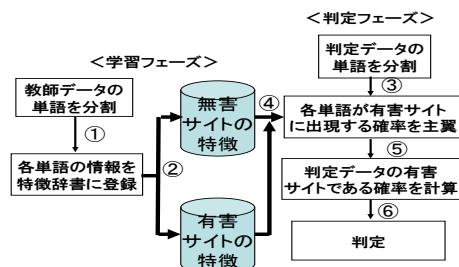 ＜学習フェーズ＞
教師データの
単語を分割
①
各単語の情報を
特徴辞書に登録
②
無害
サイトの
特徴
有害
サイトの
特徴
＜判定フェーズ＞
判定データの
単語を分割
③
④
各単語が有害サイト
に出現する確率を主翼
⑤
判定データの有害
サイトである確率を計算
⑥
判定